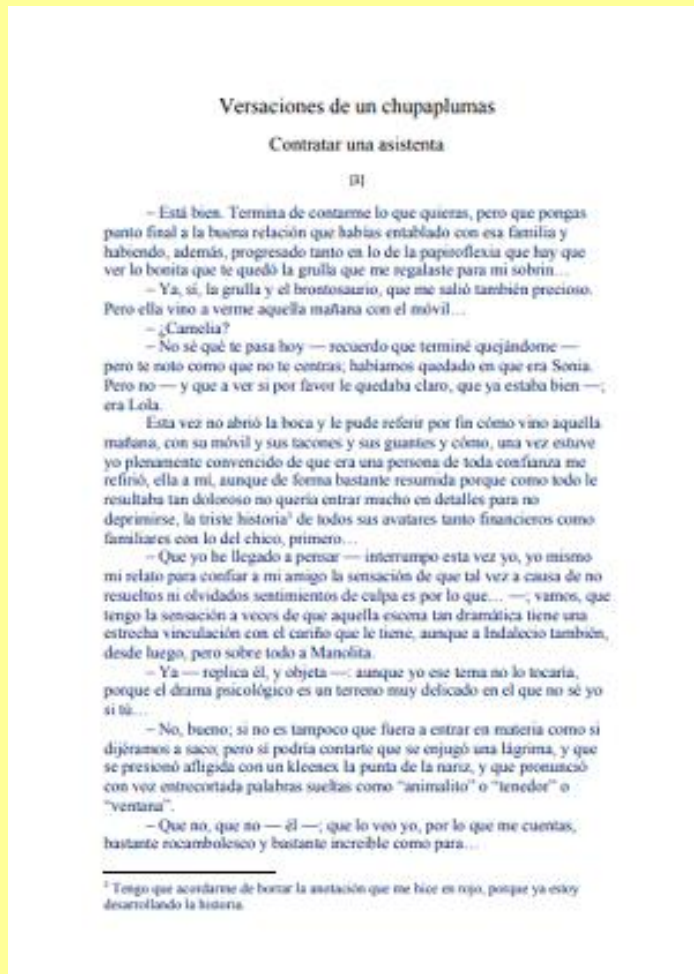 Versaciones de un chupaplumas
Contratar una asistenta
[3]
– Está bien. Termina de contarme lo que quieras, pero que pongas
punto final a la buena relación que habías entablado con esa familia y
habiendo, además, progresado tanto en lo de la papiroflexia que hay que
ver lo bonita que te quedó la grulla que me regalaste para mi sobrin…
– Ya, sí, la grulla y el brontosaurio, que me salió también precioso.
Pero ella vino a verme aquella mañana con el móvil…
– ¿Camelia?
– No sé qué te pasa hoy — recuerdo que terminé quejándome —
pero te noto como que no te centras; habíamos quedado en que era Sonia.
Pero no — y que a ver si por favor le quedaba claro, que ya estaba bien —;
era Lola.
Esta vez no abrió la boca y le pude referir por fin cómo vino aquella
mañana, con su móvil y sus tacones y sus guantes y cómo, una vez estuve
yo plenamente convencido de que era una persona de toda confianza me
refirió, ella a mí, aunque de forma bastante resumida porque como todo le
resultaba tan doloroso no quería entrar mucho en detalles para no
deprimirse, la triste historia de todos sus avatares tanto financieros como
familiares con lo del chico, primero…
– Que yo he llegado a pensar — interrumpo esta vez yo, yo mismo
mi relato para confiar a mi amigo la sensación de que tal vez a causa de no
resueltos ni olvidados sentimientos de culpa es por lo que… —; vamos, que
tengo la sensación a veces de que aquella escena tan dramática tiene una
estrecha vinculación con el cariño que le tiene, aunque a Indalecio también,
desde luego, pero sobre todo a Manolita.
– Ya — replica él, y objeta —: aunque yo ese tema no lo tocaría,
porque el drama psicológico es un terreno muy delicado en el que no sé yo
si tú…
– No, bueno; si no es tampoco que fuera a entrar en materia como si
dijéramos a saco; pero sí podría contarte que se enjugó una lágrima, y que
se presionó afligida con un kleenex la punta de la nariz, y que pronunció
con voz entrecortada palabras sueltas como “animalito” o “tenedor” o
“ventana”.
– Que no, que no — él —; que lo veo yo, por lo que me cuentas,
bastante rocambolesco y bastante increíble como para…
Tengo que acordarme de borrar la anotación que me hice en rojo, porque ya estoy
desarrollando la historia.